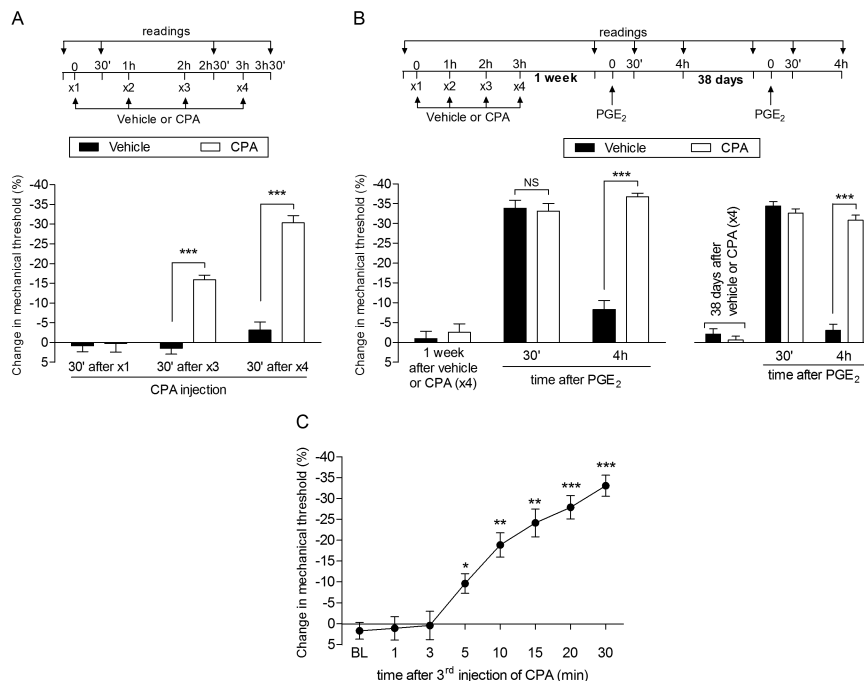 A
readings
0 30' 1h 2h 2h30' 3h 3h30'
x1 x2 x3 x4
Vehicle or CPA
Vehicle CPA
Change in mechanical threshold (%)
-40
-35
-30
-25
-20
-15
-10
-5
0
5
***
***
30' after x1 30' after x3 30' after x4
CPA injection
B
readings
0 1h 2h 3h 0 30' 4h 0 30' 4h
x1 x2 x3 x4 1 week 38 days
Vehicle or CPA PGE2 PGE2
Vehicle CPA
Change in mechanical threshold (%)
-40
-35
-30
-25
-20
-15
-10
-5
0
5
NS
***
***
38 days after
vehicle or CPA (x4)
1 week
after vehicle
or CPA (x4)
30' 4h
time after PGE2
30' 4h
time after PGE2
C
Change in mechanical threshold (%)
-40
-35
-30
-25
-20
-15
-10
-5
0
5
*
**
**
***
***
BL 1 3 5 10 15 20 30
time after 3rd injection of CPA (min)